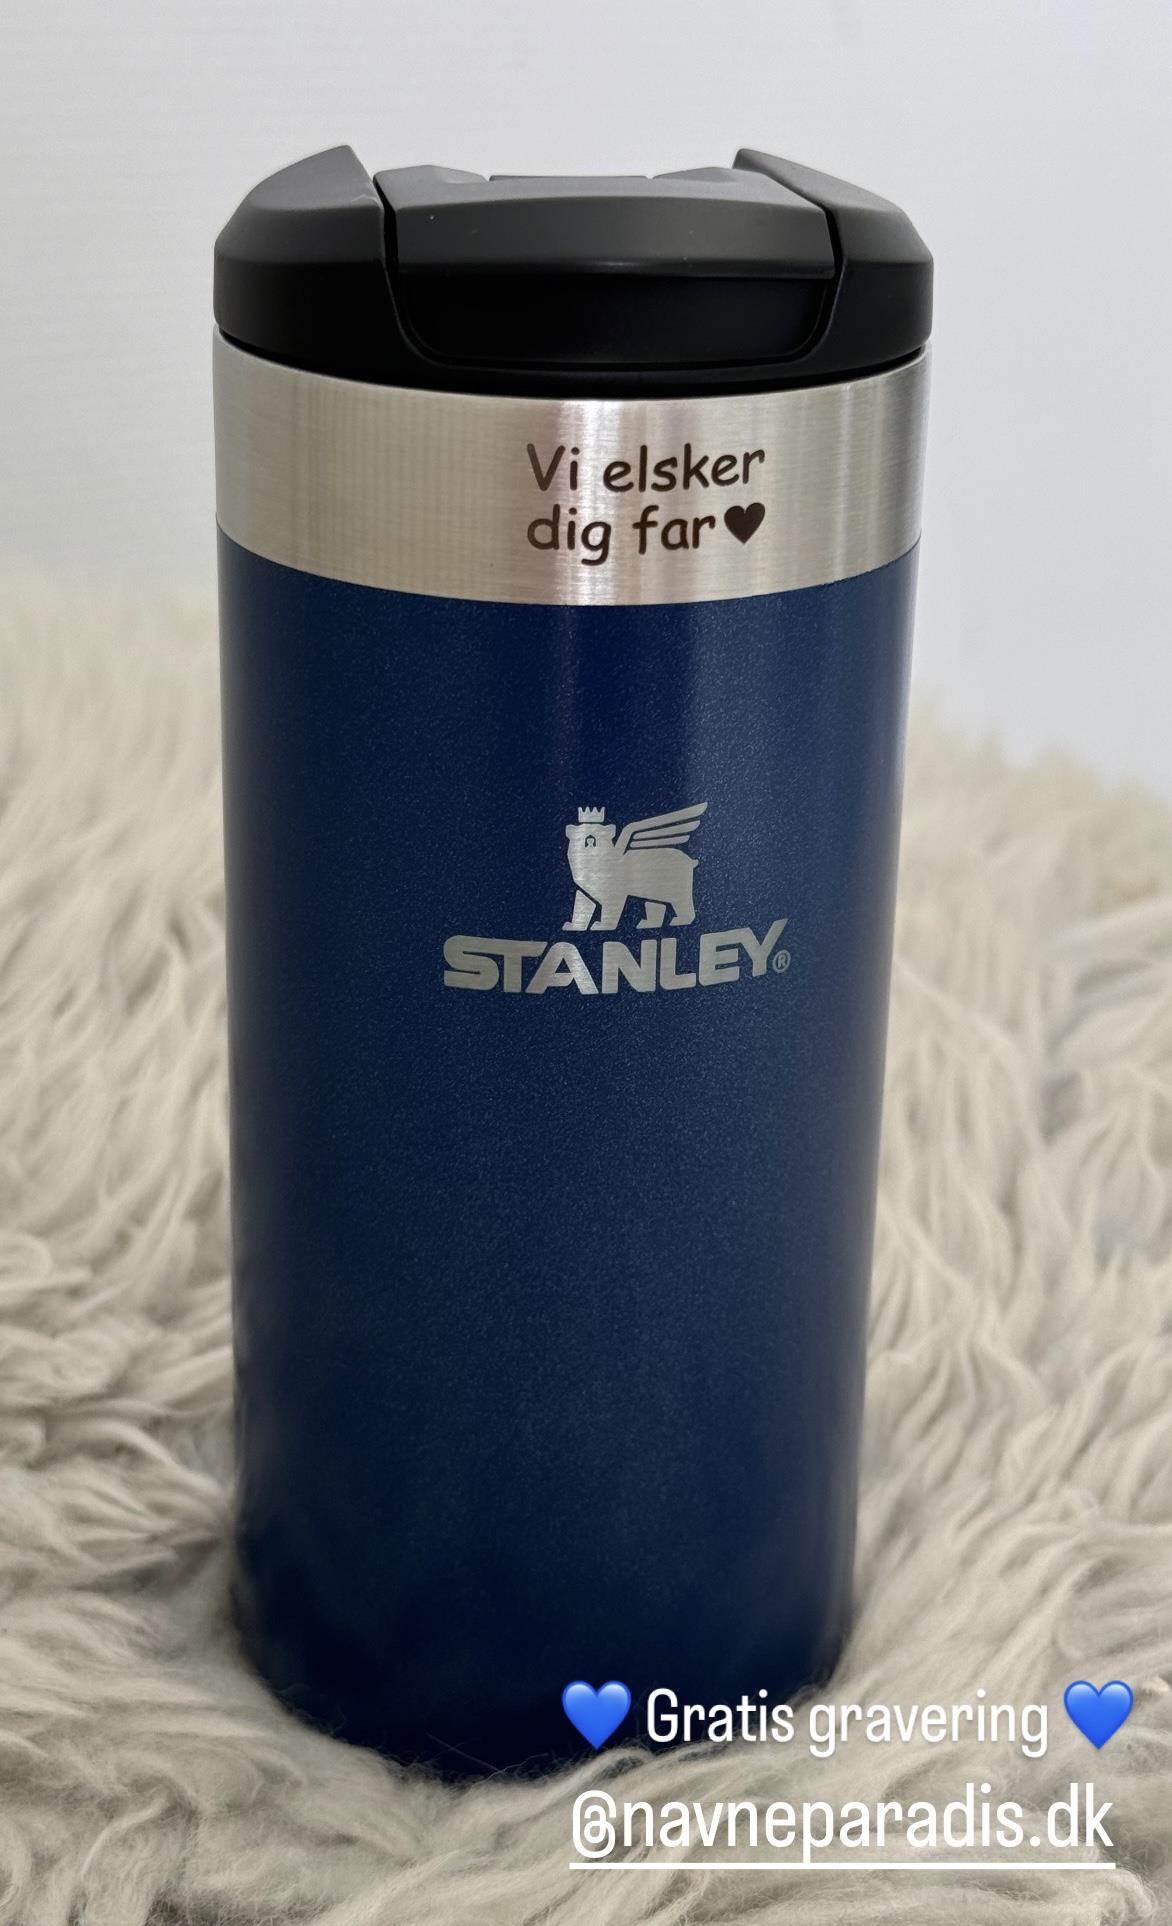 Vi elsker
dig far♥
STANLEY®
💙 Gratis gravering 💙
@navneparadis.dk